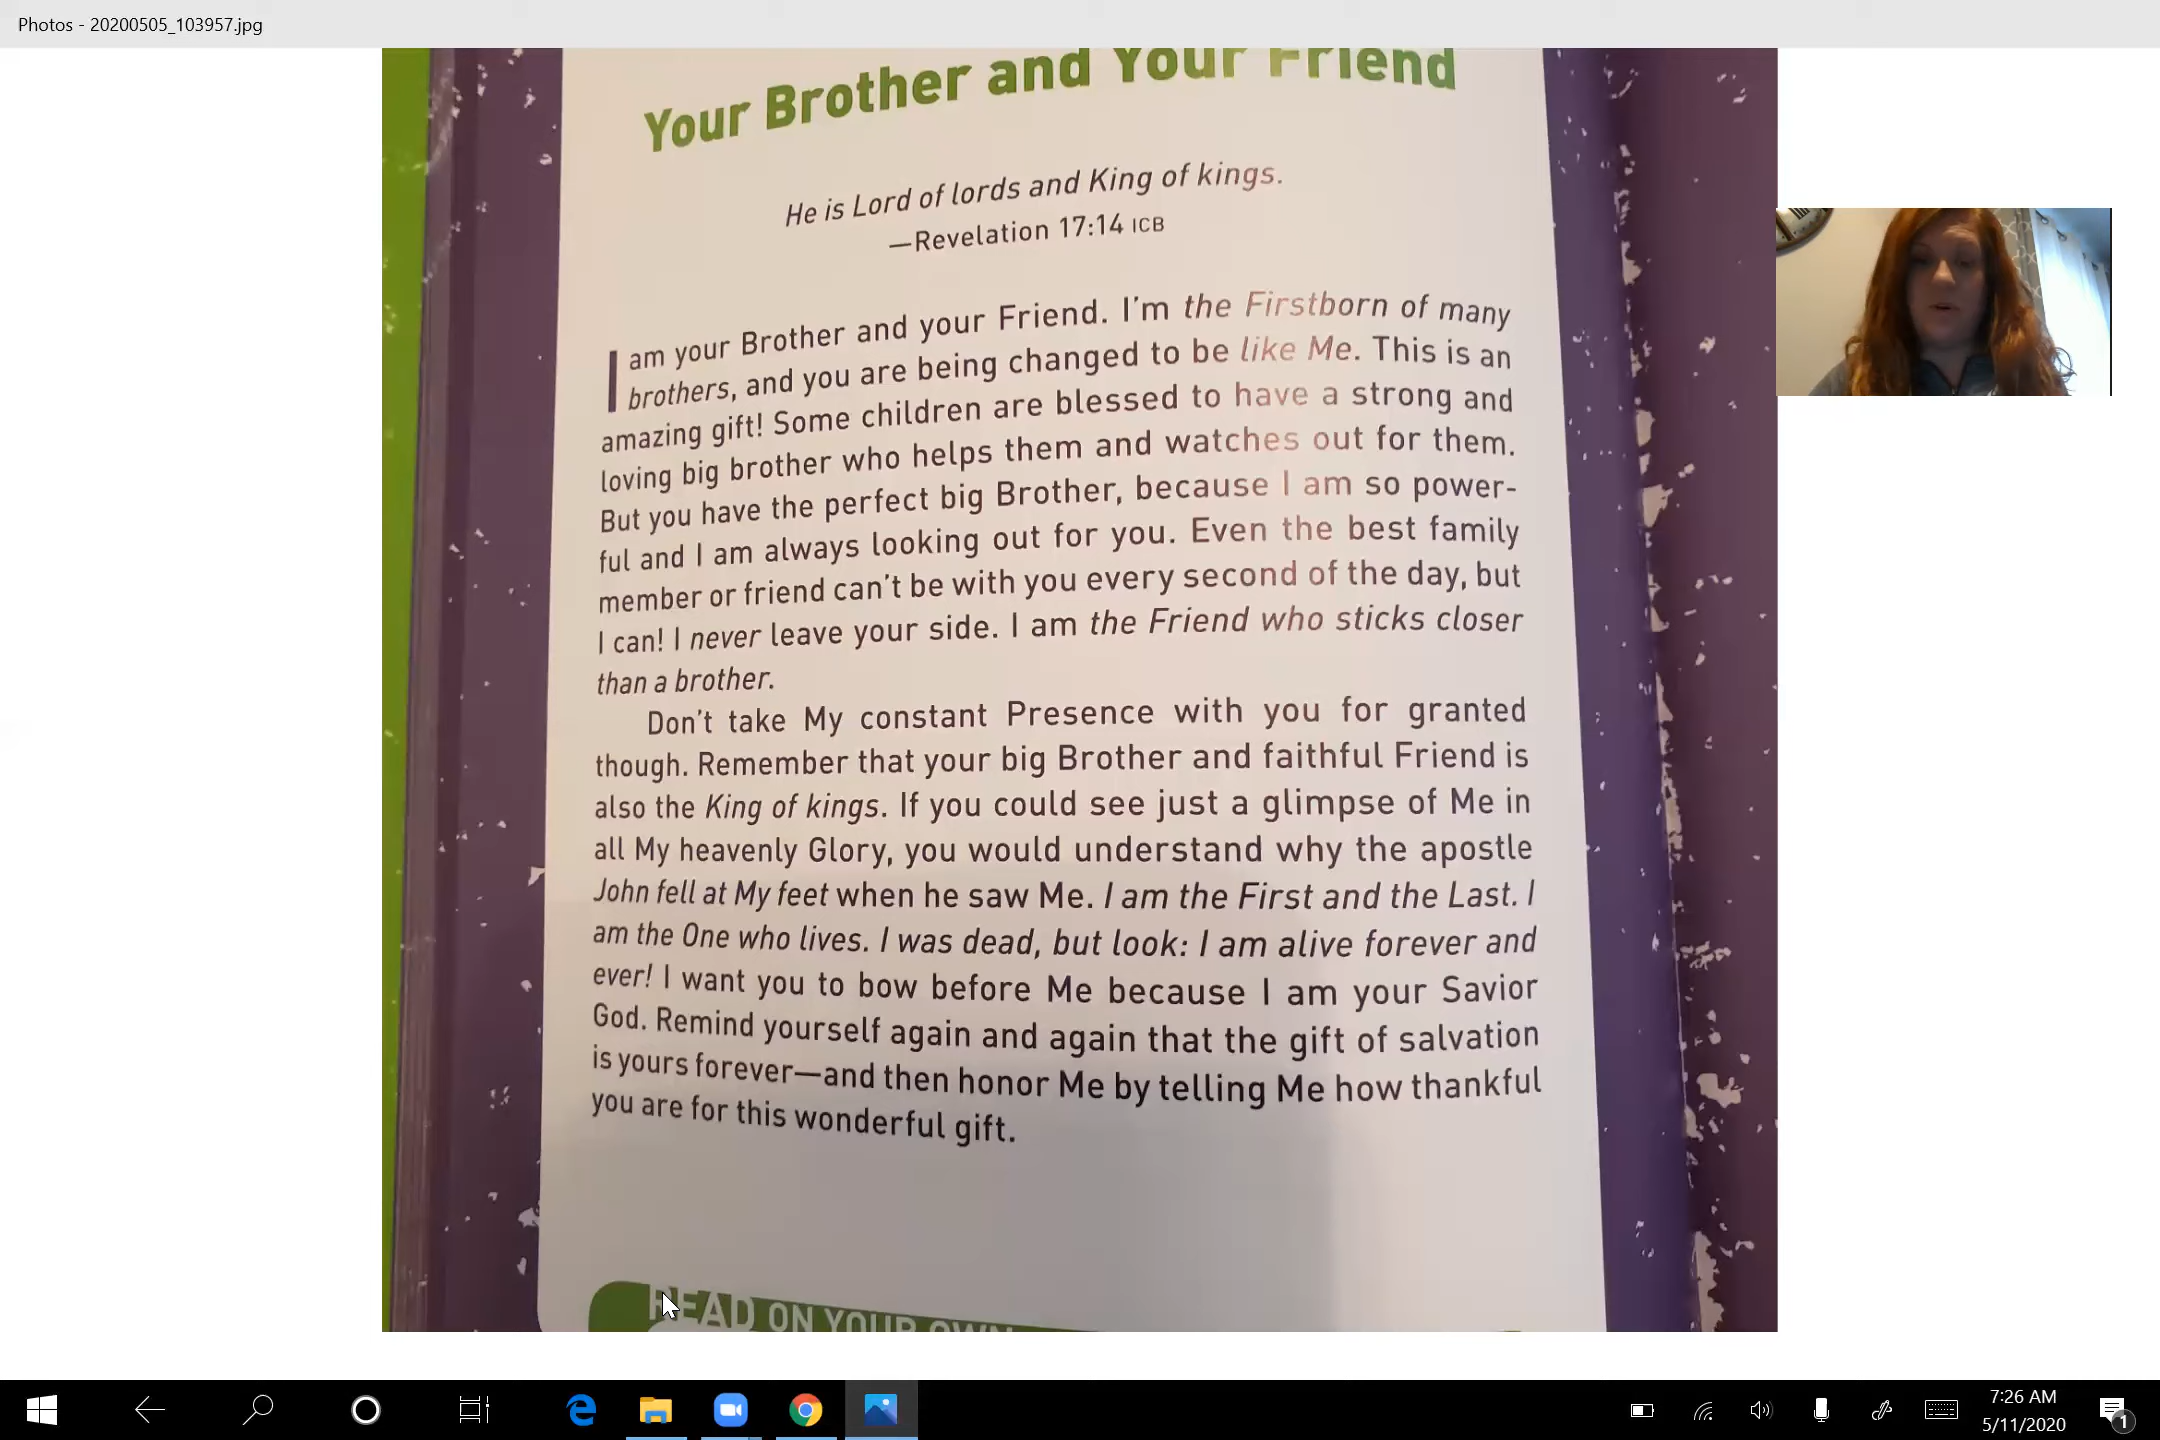 Photos - 20200505_103957.jpg
Your Brother and Your Friend
He is Lord of lords and King of kings.
—Revelation 17:14 ICB
I am your Brother and your Friend. I'm the Firstborn of many
brothers, and you are being changed to be like Me. This is an
amazing gift! Some children are blessed to have a strong and
loving big brother who helps them and watches out for them.
But you have the perfect big Brother, because I am so power-
ful and I am always looking out for you. Even the best family
member or friend can't be with you every second of the day, but
I can! I never leave your side. I am the Friend who sticks closer
than a brother.
Don't take My constant Presence with you for granted
though. Remember that your big Brother and faithful Friend is
also the King of kings. If you could see just a glimpse of Me in
all My heavenly Glory, you would understand why the apostle
John fell at My feet when he saw Me. I am the First and the Last. I
am the One who lives. I was dead, but look: I am alive forever and
ever! I want you to bow before Me because I am your Savior
God. Remind yourself again and again that the gift of salvation
is yours forever—and then honor Me by telling Me how thankful
you are for this wonderful gift.
READ ON YOUR OWN
7:26 AM
5/11/2020
1